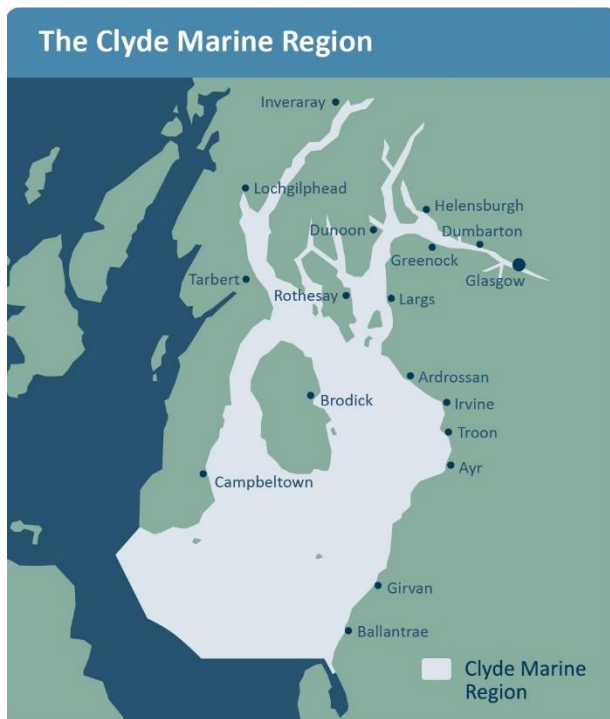 The Clyde Marine Region
Inveraray
Lochgilphead
Helensburgh
Dunoon
Dumbarton
Greenock
Glasgow
Tarbert
Rothesay
Largs
Ardrossan
Brodick
Irvine
Troon
Ayr
Campbeltown
Girvan
Ballantrae
Clyde Marine
Region